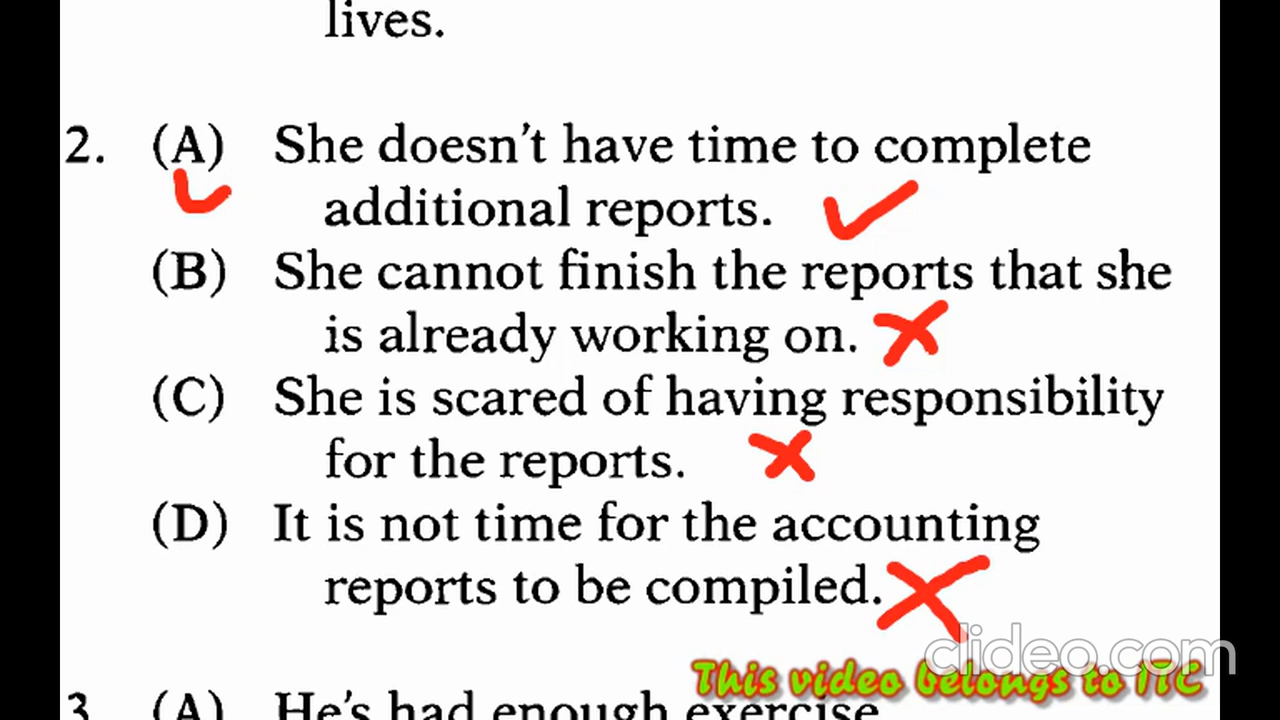 lives.
2. (A) She doesn't have time to complete
additional reports.
(B) She cannot finish the reports that she
is already working on.
(C) She is scared of having responsibility
for the reports.
(D) It is not time for the accounting
reports to be compiled.
clideo.com
This video belongs to ITC
3. (A) He's had enough exercise.